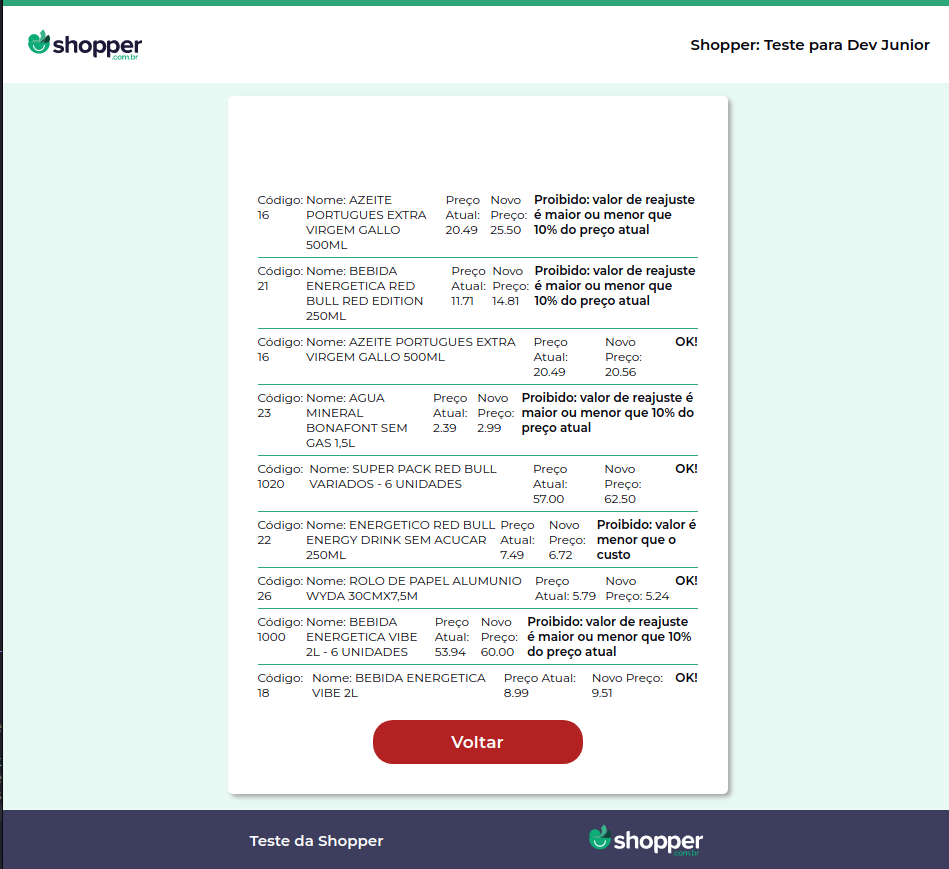 shopper
.com.br
Shopper: Teste para Dev Junior
Código: Nome: AZEITE Preço Novo Proibido: valor de reajuste
16 PORTUGUES EXTRA Atual: Preço: é maior ou menor que
VIRGEM GALLO 20.49 25.50 10% do preço atual
500ML
Código: Nome: BEBIDA Preço Novo Proibido: valor de reajuste
21 ENERGETICA RED Atual: Preço: é maior ou menor que
BULL RED EDITION 11.71 14.81 10% do preço atual
250ML
Código: Nome: AZEITE PORTUGUES EXTRA Preço Novo OK!
16 VIRGEM GALLO 500ML Atual: Preço:
20.49 20.56
Código: Nome: AGUA Preço Novo Proibido: valor de reajuste é
23 MINERAL Atual: Preço: maior ou menor que 10% do
BONAFONT SEM 2.39 2.99 preço atual
GAS 1,5L
Código: Nome: SUPER PACK RED BULL Preço Novo OK!
1020 VARIADOS - 6 UNIDADES Atual: Preço:
57.00 62.50
Código: Nome: ENERGETICO RED BULL Preço Novo Proibido: valor é
22 ENERGY DRINK SEM ACUCAR Atual: Preço: menor que o
250ML 7.49 6.72 custo
Código: Nome: ROLO DE PAPEL ALUMUNIO Preço Novo OK!
26 WYDA 30CMX7,5M Atual: 5.79 Preço: 5.24
Código: Nome: BEBIDA Preço Novo Proibido: valor de reajuste
1000 ENERGETICA VIBE Atual: Preço: é maior ou menor que 10%
2L - 6 UNIDADES 53.94 60.00 do preço atual
Código: Nome: BEBIDA ENERGETICA Preço Atual: Novo Preço: OK!
18 VIBE 2L 8.99 9.51
Voltar
Teste da Shopper
shopper
.com.br